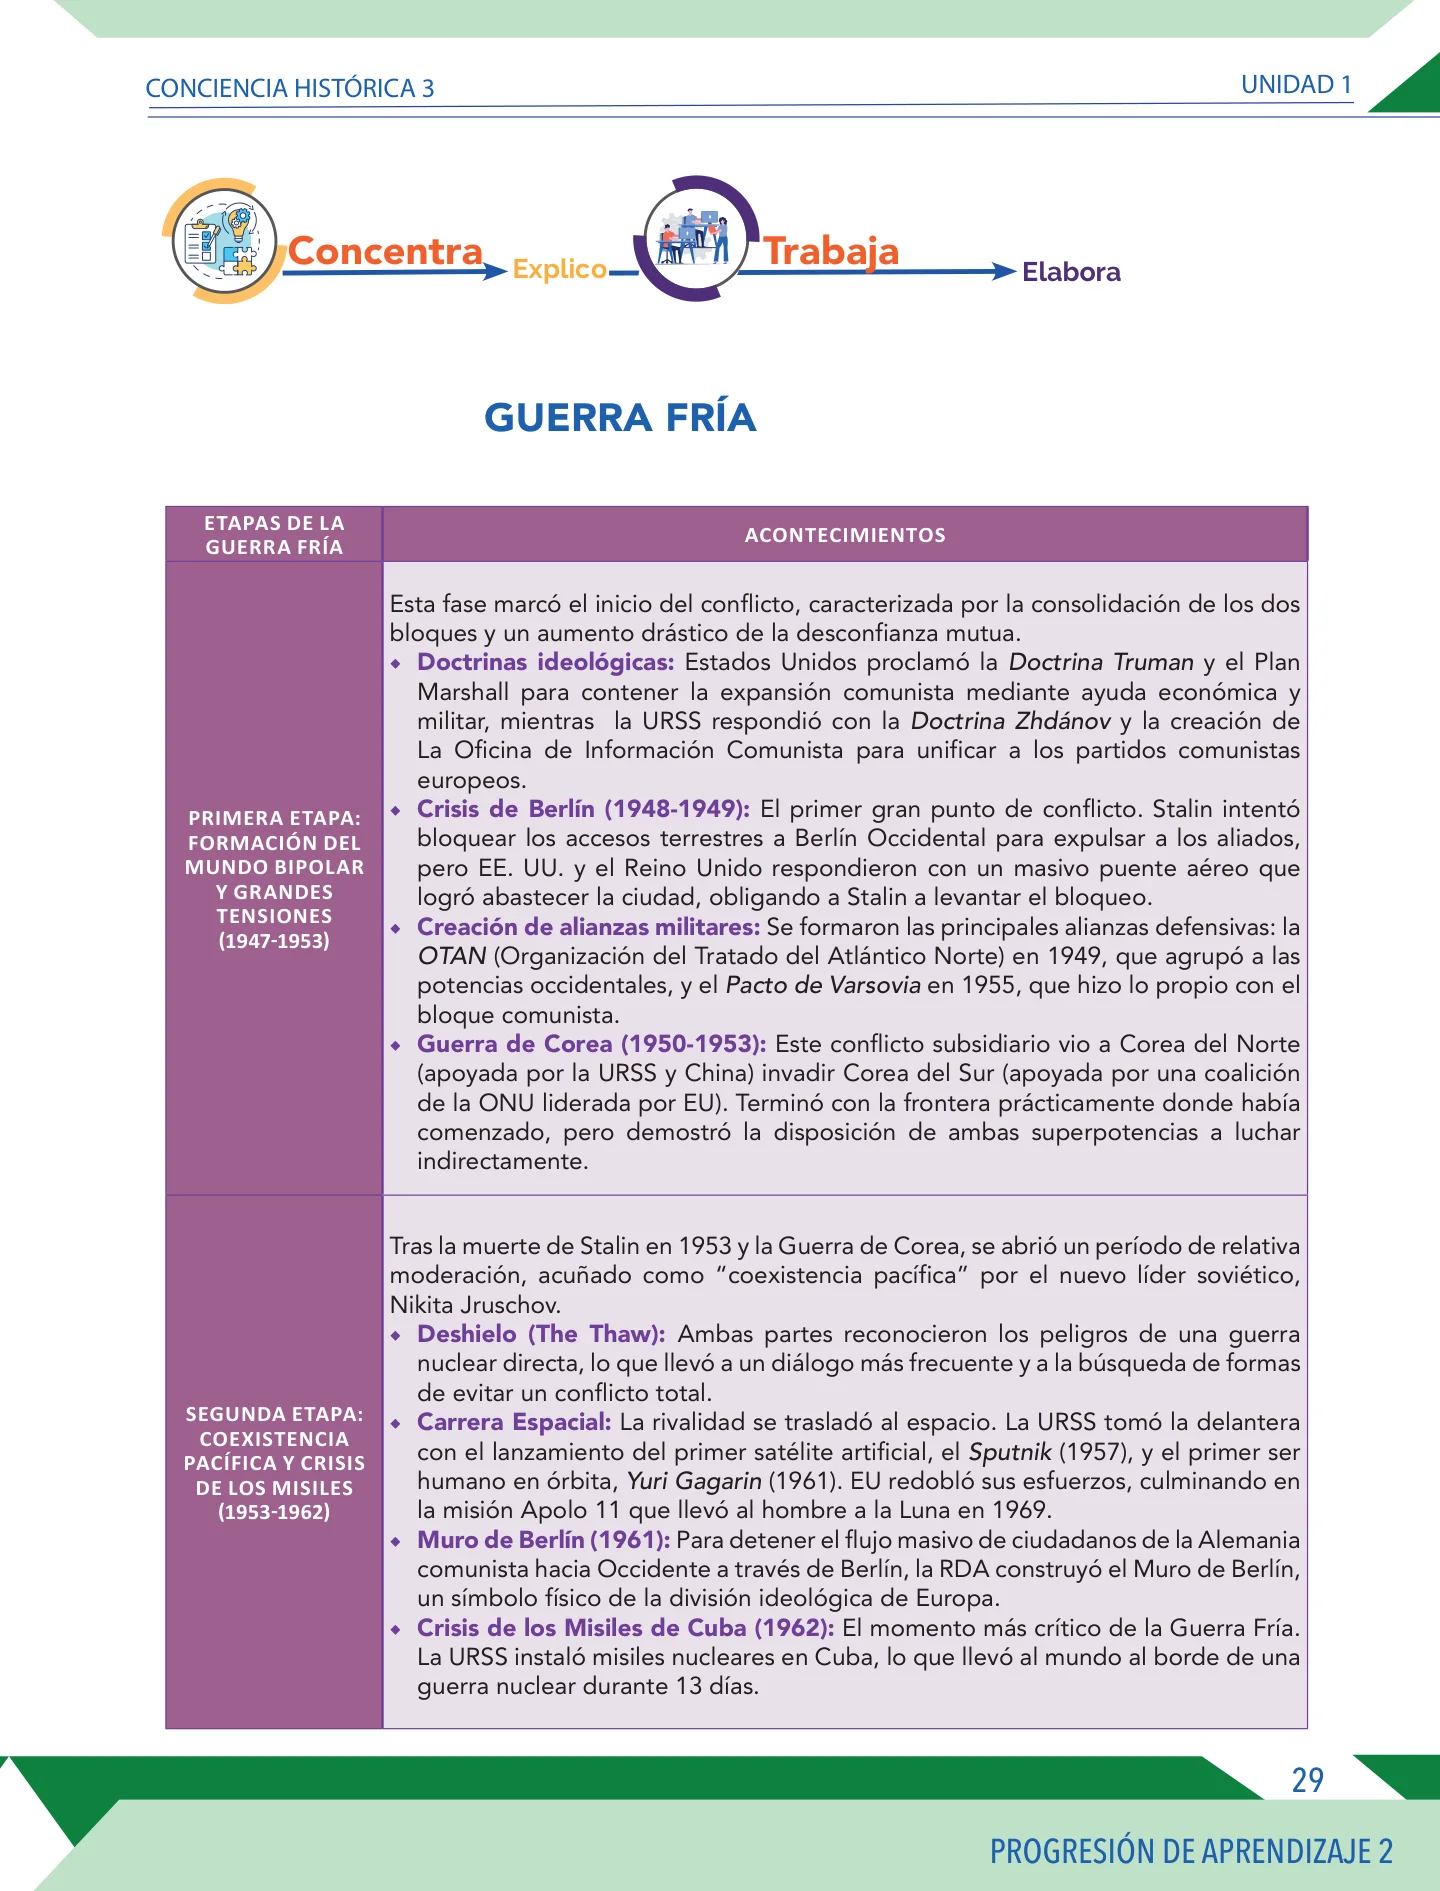 CONCIENCIA HISTÓRICA 3
UNIDAD 1
Concentra
Explico
Trabaja
Elabora
GUERRA FRÍA
ETAPAS DE LA
GUERRA FRÍA
ACONTECIMIENTOS
PRIMERA ETAPA:
FORMACIÓN DEL
MUNDO BIPOLAR
Y GRANDES
TENSIONES
(1947-1953)
Esta fase marcó el inicio del conflicto, caracterizada por la consolidación de los dos
bloques y un aumento drástico de la desconfianza mutua.
◆ Doctrinas ideológicas: Estados Unidos proclamó la Doctrina Truman y el Plan
Marshall para contener la expansión comunista mediante ayuda económica y
militar, mientras la URSS respondió con la Doctrina Zhdánov y la creación de
La Oficina de Información Comunista para unificar a los partidos comunistas
europeos.
◆ Crisis de Berlín (1948-1949): El primer gran punto de conflicto. Stalin intentó
bloquear los accesos terrestres a Berlín Occidental para expulsar a los aliados,
pero EE. UU. y el Reino Unido respondieron con un masivo puente aéreo que
logró abastecer la ciudad, obligando a Stalin a levantar el bloqueo.
◆ Creación de alianzas militares: Se formaron las principales alianzas defensivas: la
OTAN (Organización del Tratado del Atlántico Norte) en 1949, que agrupó a las
potencias occidentales, y el Pacto de Varsovia en 1955, que hizo lo propio con el
bloque comunista.
◆ Guerra de Corea (1950-1953): Este conflicto subsidiario vio a Corea del Norte
(apoyada por la URSS y China) invadir Corea del Sur (apoyada por una coalición
de la ONU liderada por EU). Terminó con la frontera prácticamente donde había
comenzado, pero demostró la disposición de ambas superpotencias a luchar
indirectamente.
SEGUNDA ETAPA:
COEXISTENCIA
PACÍFICA Y CRISIS
DE LOS MISILES
(1953-1962)
Tras la muerte de Stalin en 1953 y la Guerra de Corea, se abrió un período de relativa
moderación, acuñado como “coexistencia pacífica” por el nuevo líder soviético,
Nikita Jruschov.
◆ Deshielo (The Thaw): Ambas partes reconocieron los peligros de una guerra
nuclear directa, lo que llevó a un diálogo más frecuente y a la búsqueda de formas
de evitar un conflicto total.
◆ Carrera Espacial: La rivalidad se trasladó al espacio. La URSS tomó la delantera
con el lanzamiento del primer satélite artificial, el Sputnik (1957), y el primer ser
humano en órbita, Yuri Gagarin (1961). EU redobló sus esfuerzos, culminando en
la misión Apolo 11 que llevó al hombre a la Luna en 1969.
◆ Muro de Berlín (1961): Para detener el flujo masivo de ciudadanos de la Alemania
comunista hacia Occidente a través de Berlín, la RDA construyó el Muro de Berlín,
un símbolo físico de la división ideológica de Europa.
◆ Crisis de los Misiles de Cuba (1962): El momento más crítico de la Guerra Fría.
La URSS instaló misiles nucleares en Cuba, lo que llevó al mundo al borde de una
guerra nuclear durante 13 días.
29
PROGRESIÓN DE APRENDIZAJE 2